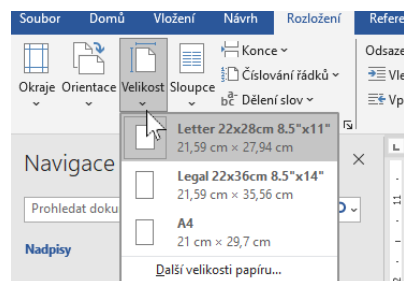 Soubor Domů Vložení Návrh Rozložení
Okraje Orientace Velikost Sloupce
Konce
Číslování řádků
bc Dělení slov
Odsaze
Letter 22x28cm 8.5"x11"
21,59 cm × 27,94 cm
Legal 22x36cm 8.5"x14"
21,59 cm × 35,56 cm
A4
21 cm × 29,7 cm
Další velikosti papíru...
Navigace
Prohledat doku
Nadpisy